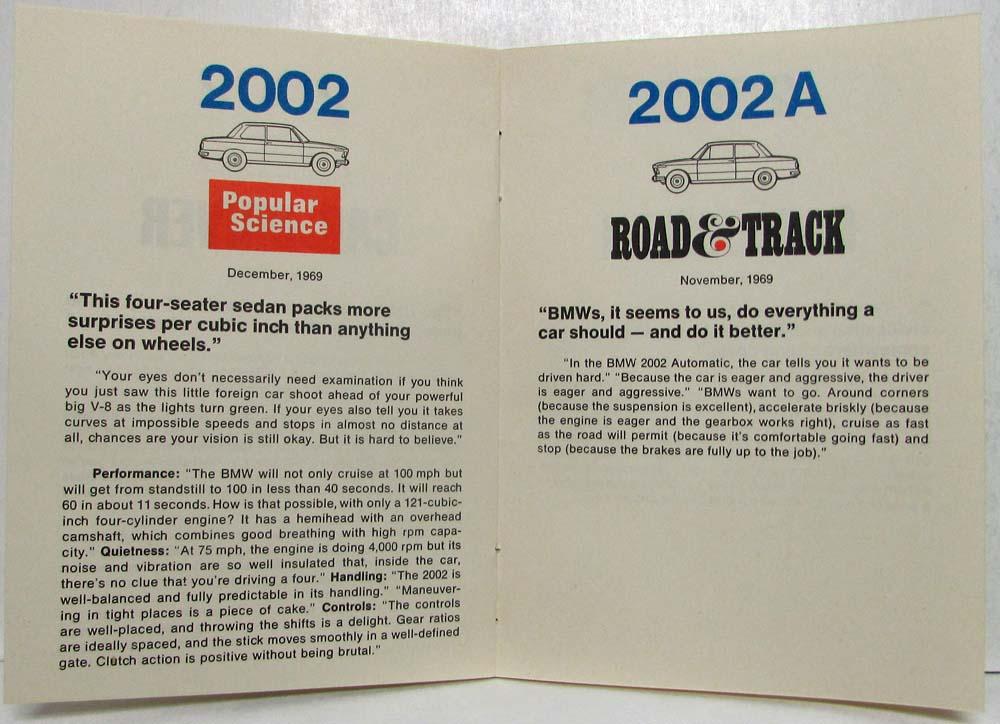 2002
Popular
Science
December, 1969
“This four-seater sedan packs more
surprises per cubic inch than anything
else on wheels.”
“Your eyes don’t necessarily need examination if you think
you just saw this little foreign car shoot ahead of your powerful
big V-8 as the lights turn green. If your eyes also tell you it takes
curves at impossible speeds and stops in almost no distance at
all, chances are your vision is still okay. But it is hard to believe.”
Performance: “The BMW will not only cruise at 100 mph but
will get from standstill to 100 in less than 40 seconds. It will reach
60 in about 11 seconds. How is that possible, with only a 121-cubic-
inch four-cylinder engine? It has a hemihead with an overhead
camshaft, which combines good breathing with high rpm capa-
city.” Quietness: “At 75 mph, the engine is doing 4,000 rpm but its
noise and vibration are so well insulated that, inside the car,
there’s no clue that you’re driving a four.” Handling: “The 2002 is
well-balanced and fully predictable in its handling.” “Maneuver-
ing in tight places is a piece of cake.” Controls: “The controls
are well-placed, and throwing the shifts is a delight. Gear ratios
are ideally spaced, and the stick moves smoothly in a well-defined
gate. Clutch action is positive without being brutal.”
2002 A
ROAD & TRACK
November, 1969
“BMWs, it seems to us, do everything a
car should — and do it better.”
“In the BMW 2002 Automatic, the car tells you it wants to be
driven hard.” “Because the car is eager and aggressive, the driver
is eager and aggressive.” “BMWs want to go. Around corners
(because the suspension is excellent), accelerate briskly (because
the engine is eager and the gearbox works right), cruise as fast
as the road will permit (because it’s comfortable going fast) and
stop (because the brakes are fully up to the job).”